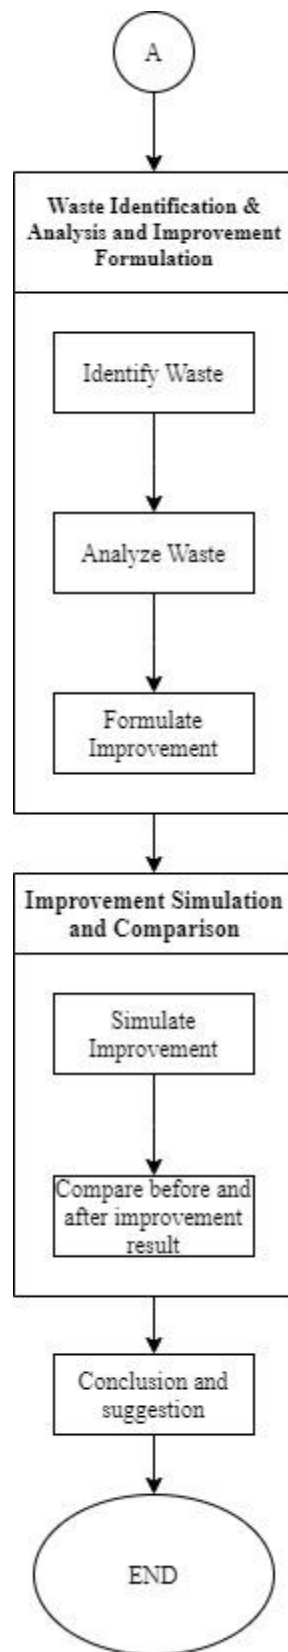 A
Waste Identification &
Analysis and Improvement
Formulation
Identify Waste
Analyze Waste
Formulate
Improvement
Improvement Simulation
and Comparison
Simulate
Improvement
Compare before and
after improvement
result
Conclusion and
suggestion
END